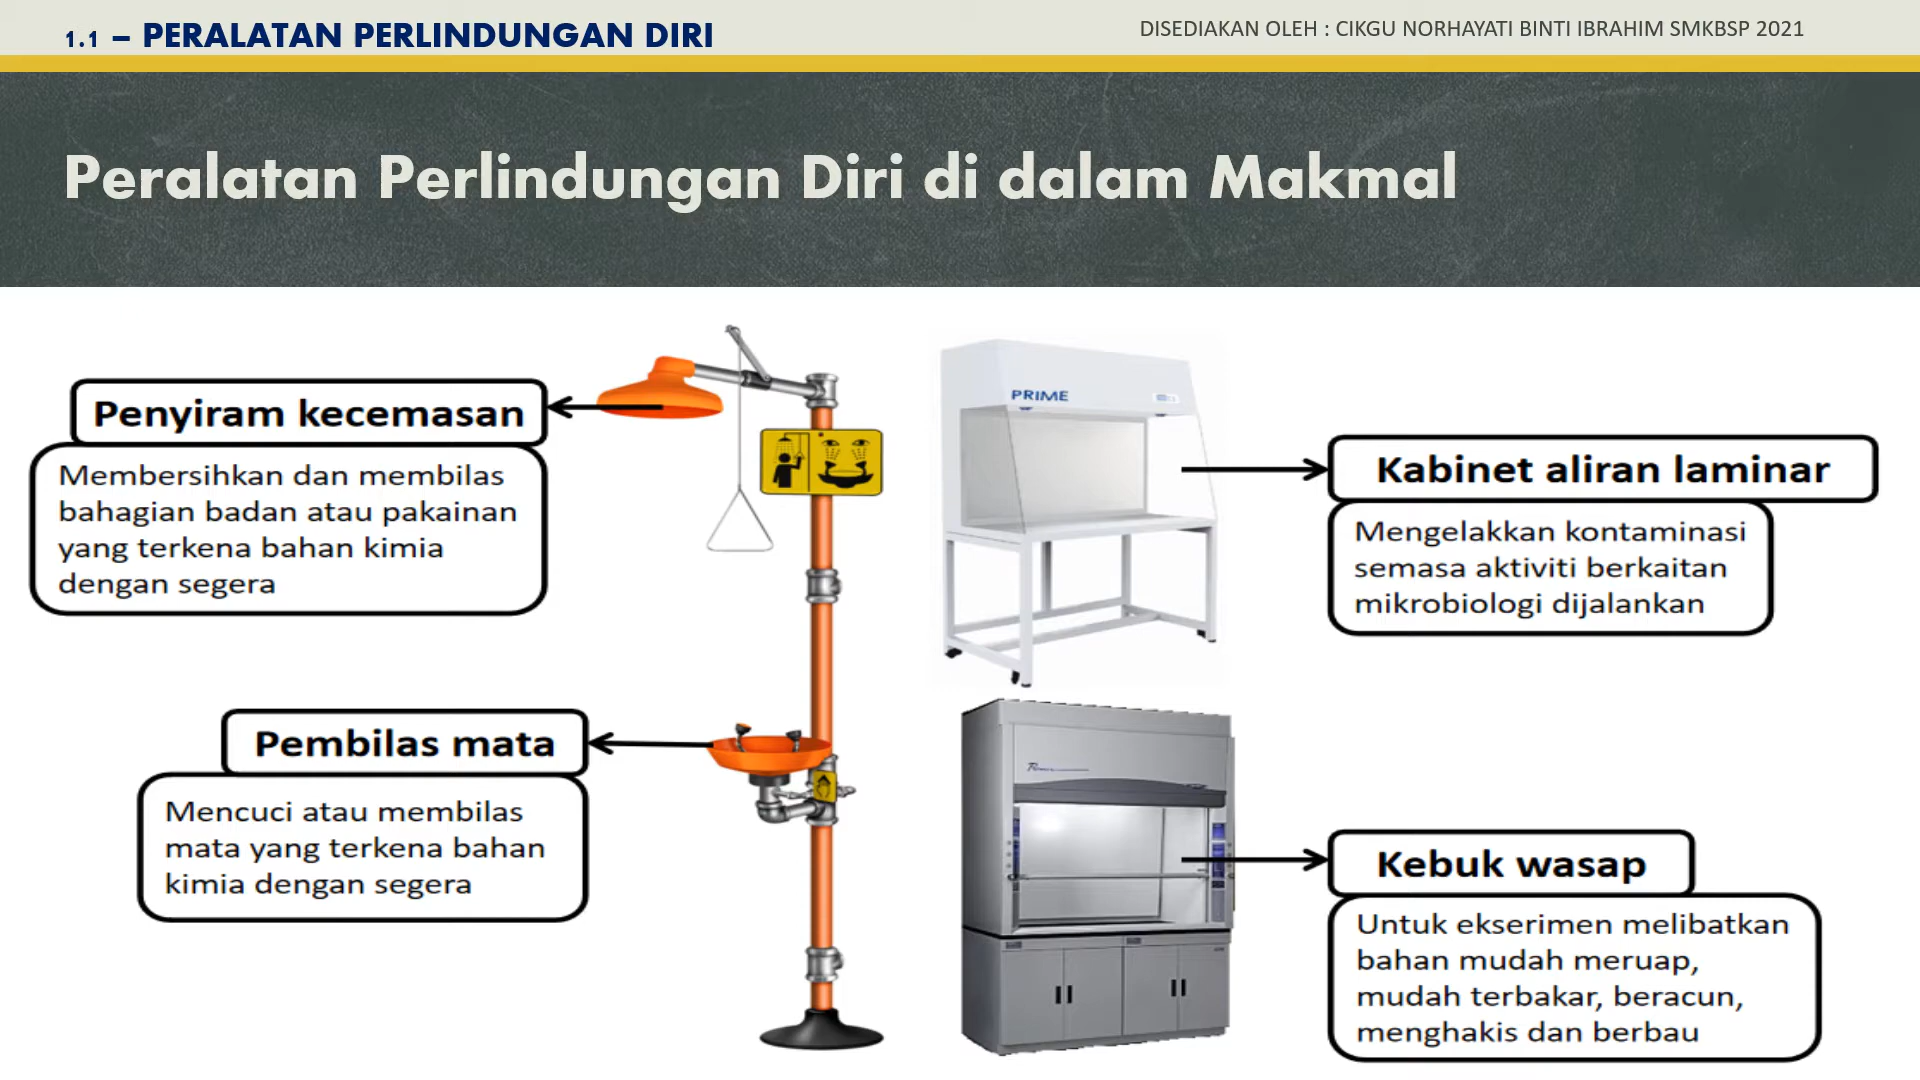 1.1 – PERALATAN PERLINDUNGAN DIRI
DISEDIAKAN OLEH : CIKGU NORHAYATI BINTI IBRAHIM SMKBSP 2021
Peralatan Perlindungan Diri di dalam Makmal
Penyiram kecemasan
Membersihkan dan membilas
bahagian badan atau pakainan
yang terkena bahan kimia
dengan segera
Pembilas mata
Mencuci atau membilas
mata yang terkena bahan
kimia dengan segera
PRIME
Kabinet aliran laminar
Mengelakkan kontaminasi
semasa aktiviti berkaitan
mikrobiologi dijalankan
Kebuk wasap
Untuk ekserimen melibatkan
bahan mudah meruap,
mudah terbakar, beracun,
menghakis dan berbau